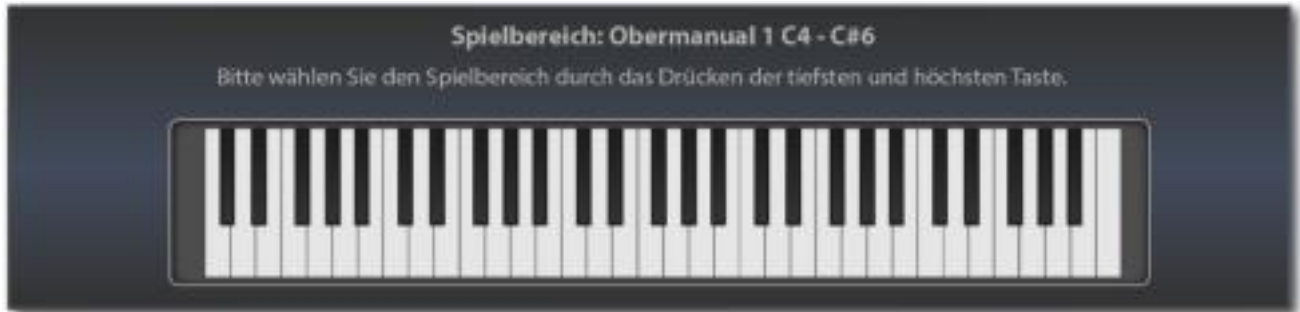 Spielbereich: Obermanual 1 C4 - C#6
Bitte wählen Sie den Spielbereich durch das Drücken der tiefsten und höchsten Taste.